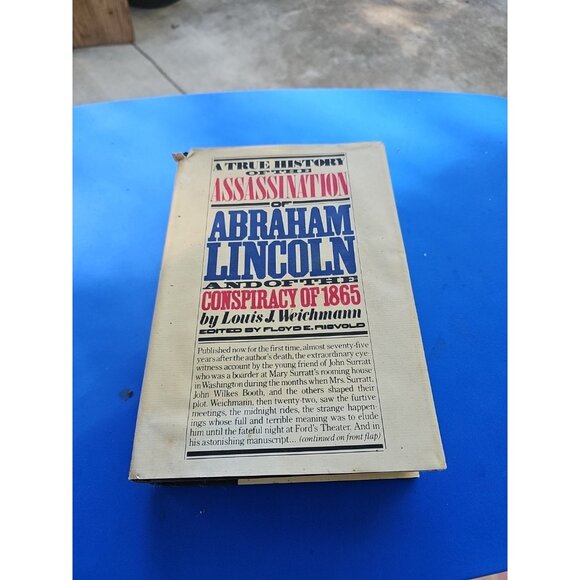 A TRUE HISTORY
OF THE
ASSASSINATION
OF
ABRAHAM
LINCOLN
AND OF THE
CONSPIRACY OF 1865
by Louis J. Weichmann
EDITED BY FLOYD E. RISVOLD
Published now for the first time, almost seventy-five
years after the author's death, the extraordinary eye-
witness account by the young friend of John Surratt
who was a boarder at Mary Surratt's rooming house
in Washington during the months when Mrs. Surratt,
John Wilkes Booth, and the others shaped their
plot. Weichmann, then twenty-two, saw the furtive
meetings, the midnight rides, the strange happen-
ings whose full and terrible meaning was to elude
him until the fateful night at Ford's Theater. And in
his astonishing manuscript... (continued on front flap)